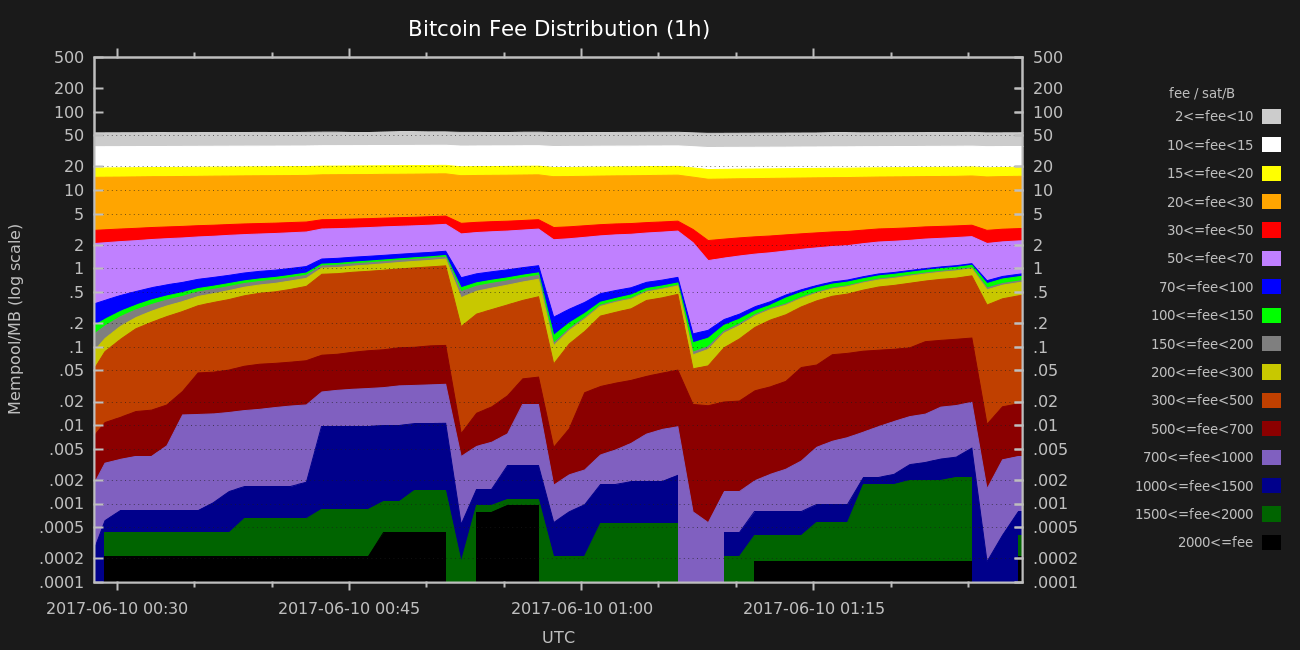 Bitcoin Fee Distribution (1h)
500 500
200 200
100 100
50 50
20 20
10 10
5 5
2 2
1 1
.5 .5
.2 .2
.1 .1
.05 .05
.02 .02
.01 .01
.005 .005
.002 .002
.001 .001
.0005 .0005
.0002 .0002
.0001 .0001
Mempool/MB (log scale)
2017-06-10 00:30 2017-06-10 00:45 2017-06-10 01:00 2017-06-10 01:15
UTC
fee / sat/B
2<=fee<10
10<=fee<15
15<=fee<20
20<=fee<30
30<=fee<50
50<=fee<70
70<=fee<100
100<=fee<150
150<=fee<200
200<=fee<300
300<=fee<500
500<=fee<700
700<=fee<1000
1000<=fee<1500
1500<=fee<2000
2000<=fee